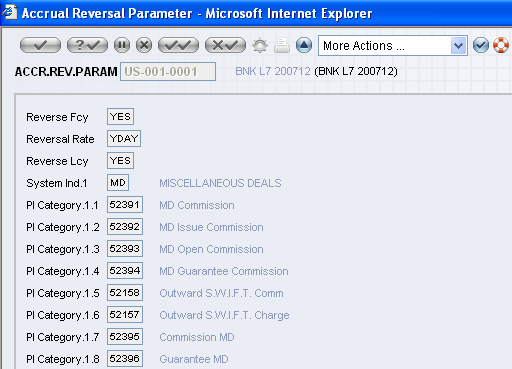 Accrual Reversal Parameter - Microsoft Internet Explorer
More Actions ...
ACCR.REV.PARAM US-001-0001 BNK L7 200712 (BNK L7 200712)
Reverse Fcy YES
Reversal Rate YDAY
Reverse Lcy YES
System Ind.1 MD MISCELLANEOUS DEALS
Pl Category.1.1 52391 MD Commission
Pl Category.1.2 52392 MD Issue Commission
Pl Category.1.3 52393 MD Open Commission
Pl Category.1.4 52394 MD Guarantee Commission
Pl Category.1.5 52158 Outward S.W.I.F.T. Comm
Pl Category.1.6 52157 Outward S.W.I.F.T. Charge
Pl Category.1.7 52395 Commission MD
Pl Category.1.8 52396 Guarantee MD